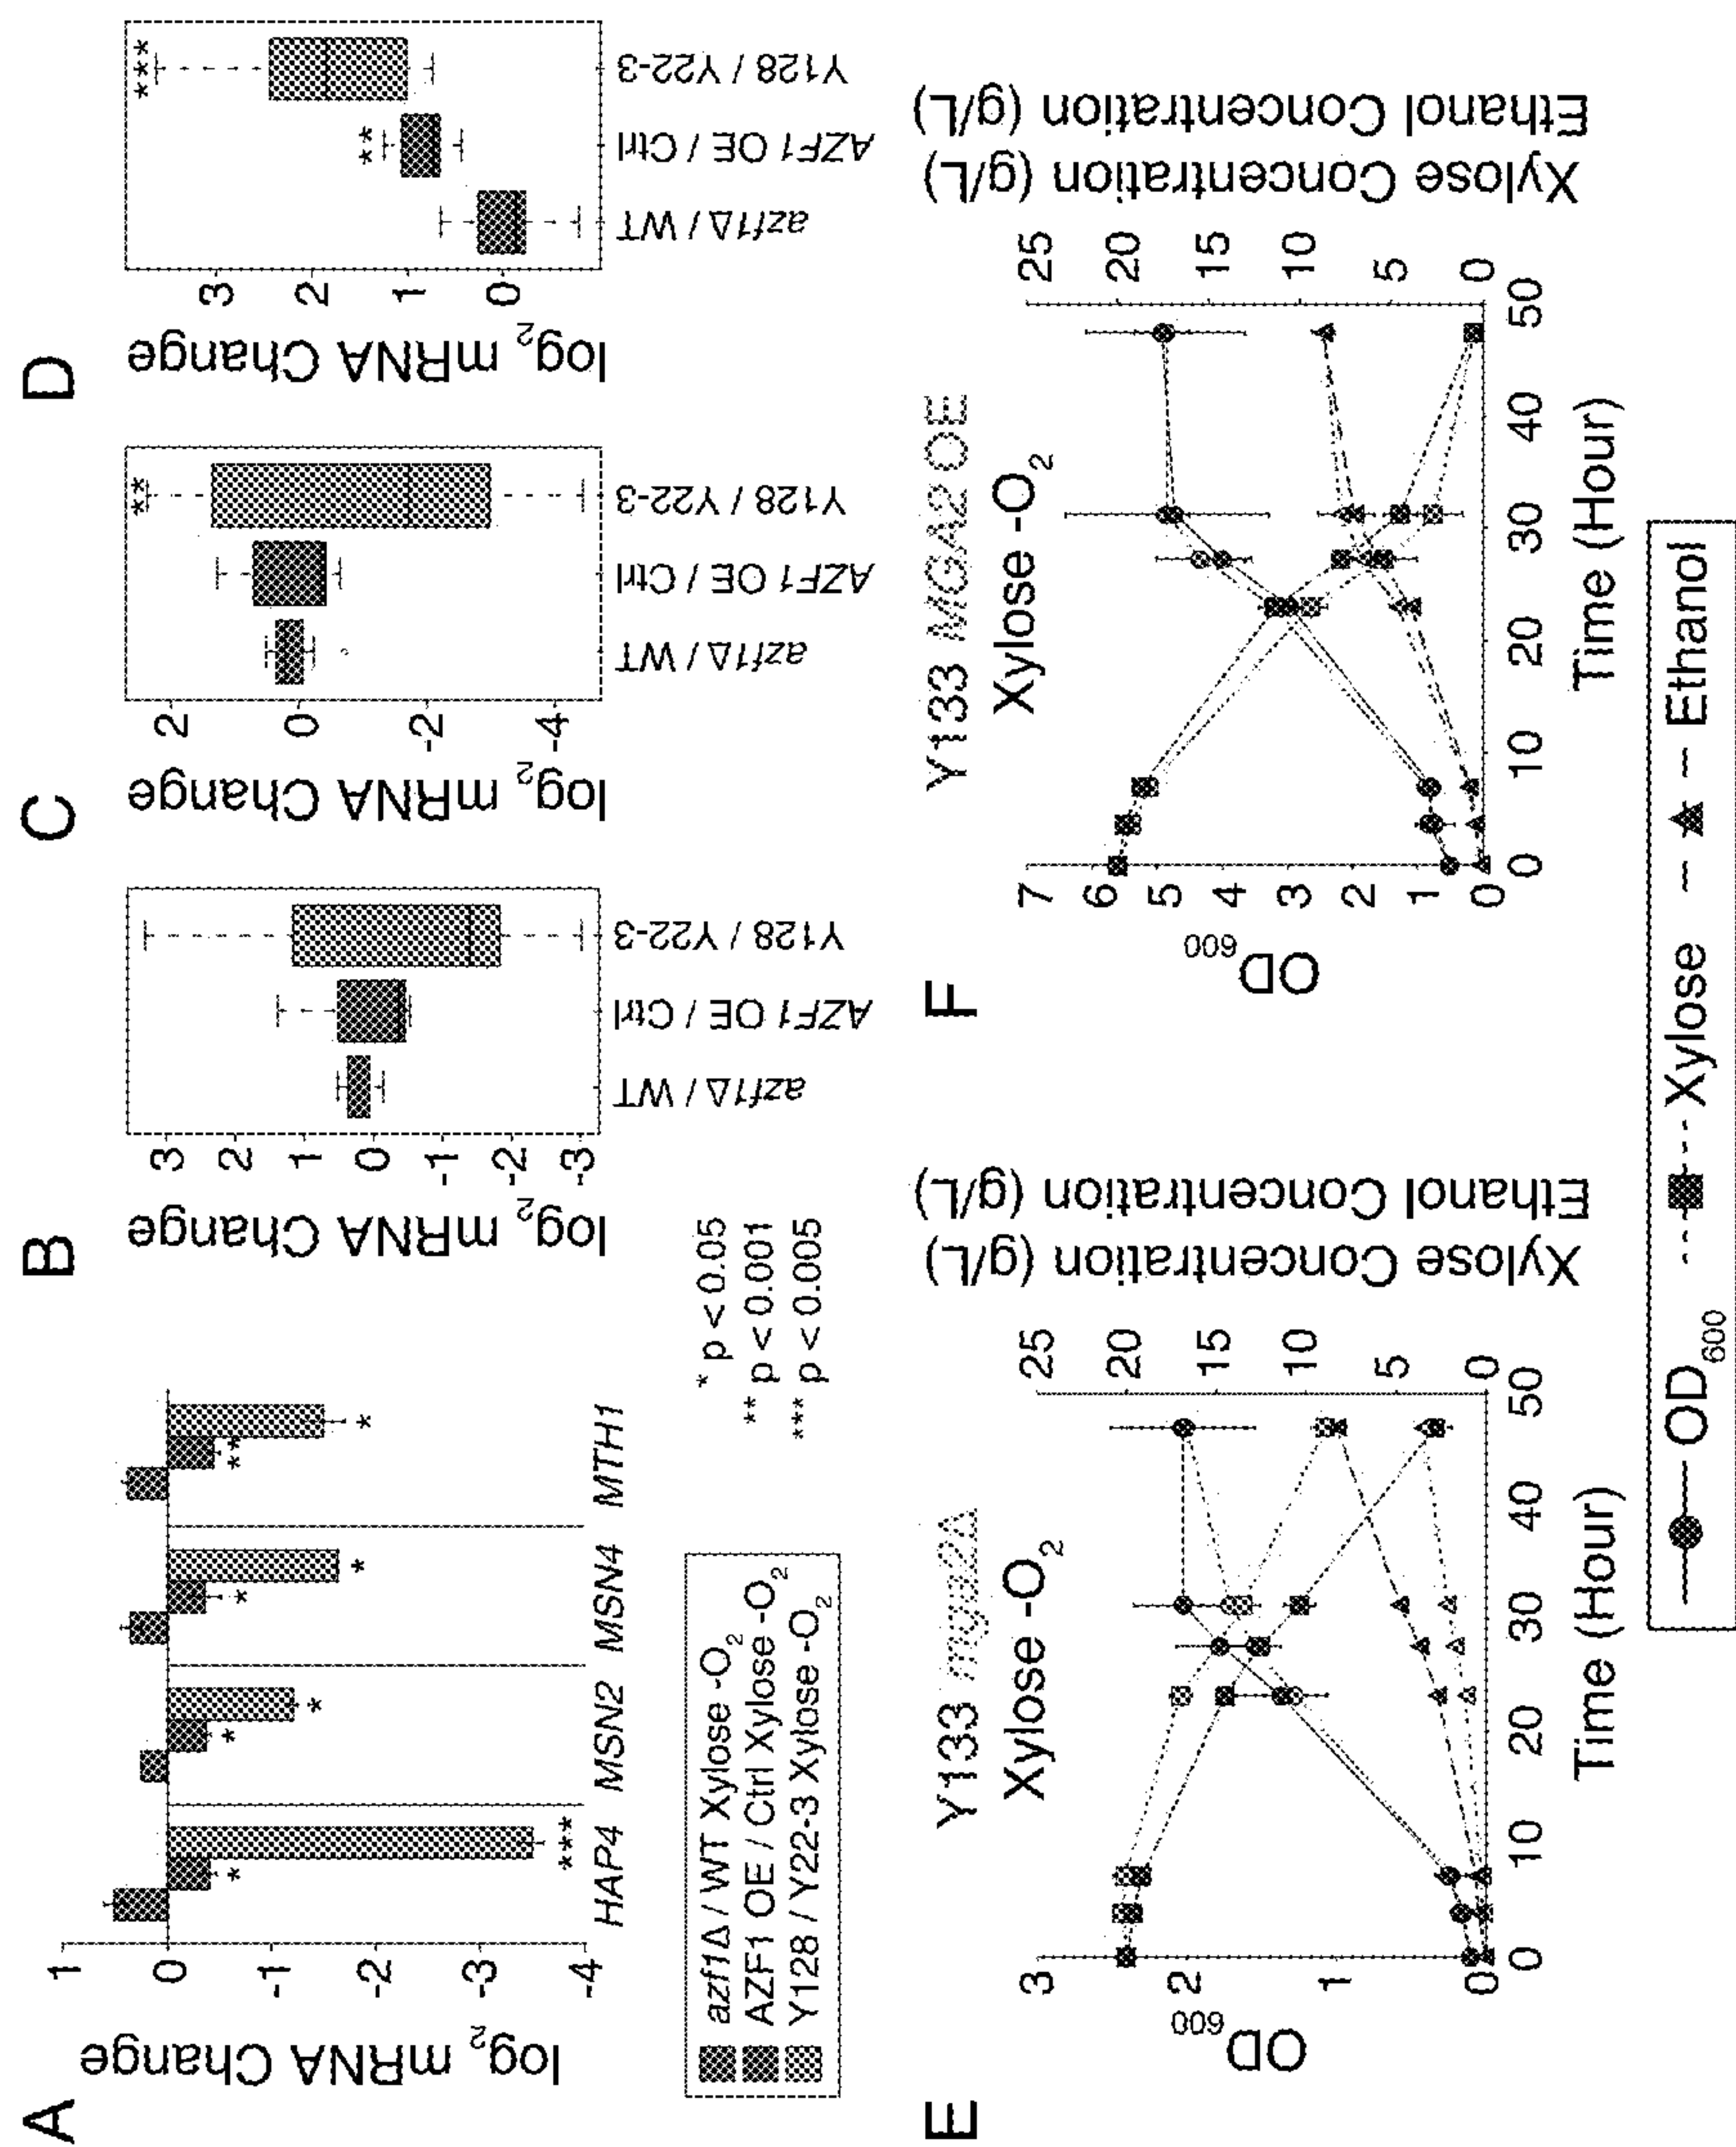 A
log2 mRNA Change
1
0
-1
-2
-3
-4
*
***
*
*
*
*
**
*
HAP4 MSN2 MSN4 MTH1
azf1Δ / WT Xylose -O2
AZF1 OE / Ctrl Xylose -O2
Y128 / Y22-3 Xylose -O2
* p < 0.05
** p < 0.001
*** p < 0.005
B
log2 mRNA Change
3
2
1
0
-1
-2
-3
azf1Δ / WT
AZF1 OE / Ctrl
Y128 / Y22-3
C
log2 mRNA Change
2
0
-2
-4
**
azf1Δ / WT
AZF1 OE / Ctrl
Y128 / Y22-3
D
log2 mRNA Change
3
2
1
0
**
***
azf1Δ / WT
AZF1 OE / Ctrl
Y128 / Y22-3
E
Y133 mga2Δ
Xylose -O2
OD600
3
2
1
0
25
20
15
10
5
0
Xylose Concentration (g/L)
Ethanol Concentration (g/L)
0 10 20 30 40 50
Time (Hour)
F
Y133 MGA2 OE
Xylose -O2
OD600
7
6
5
4
3
2
1
0
25
20
15
10
5
0
Xylose Concentration (g/L)
Ethanol Concentration (g/L)
0 10 20 30 40 50
Time (Hour)
OD600 Xylose Ethanol